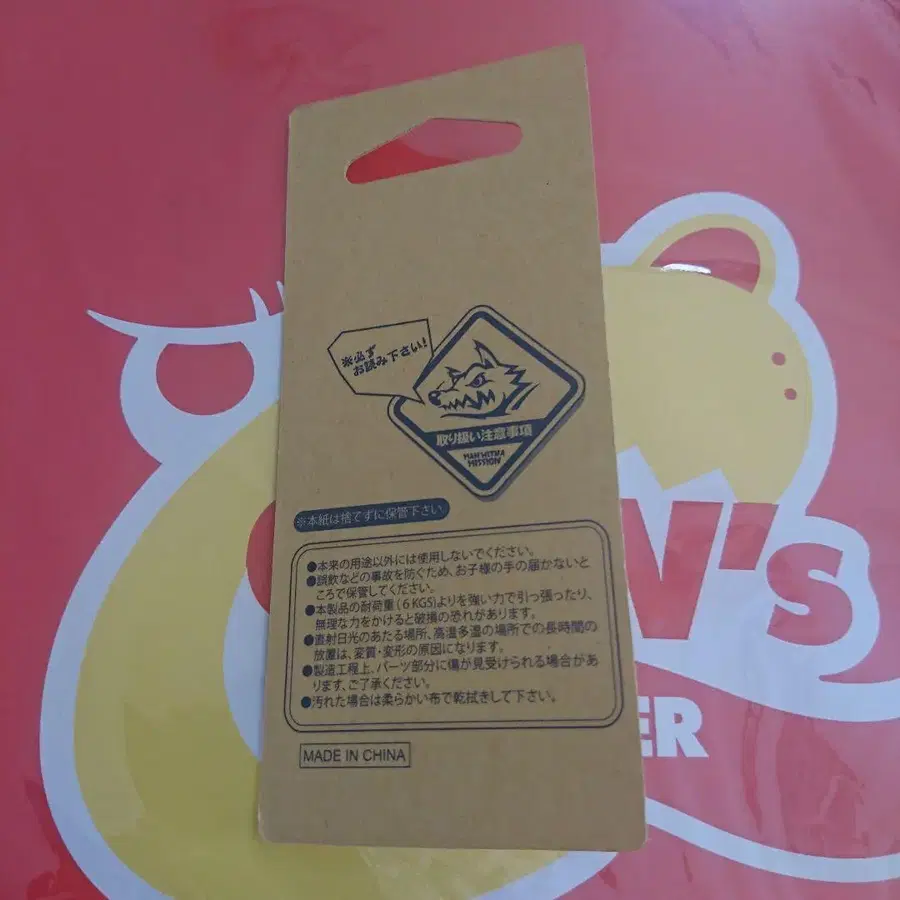 ※必ず
お読み下さい!
取り扱い注意事項
MAN WITH A
MISSION
※本紙は捨てずに保管下さい
●本来の用途以外には使用しないでください。
●誤飲などの事故を防ぐため、お子様の手の届かないと
ころで保管してください。
●本製品の耐荷重(6KGS)よりを強い力で引っ張ったり、
無理な力をかけると破損の恐れがあります。
●直射日光のあたる場所、高温多湿の場所での長時間の
放置は、変質・変形の原因になります。
●製造工程上、パーツ部分に傷が見受けられる場合があ
ります、ご了承ください。
●汚れた場合は柔らかい布で乾拭きして下さい。
MADE IN CHINA
W's
ER